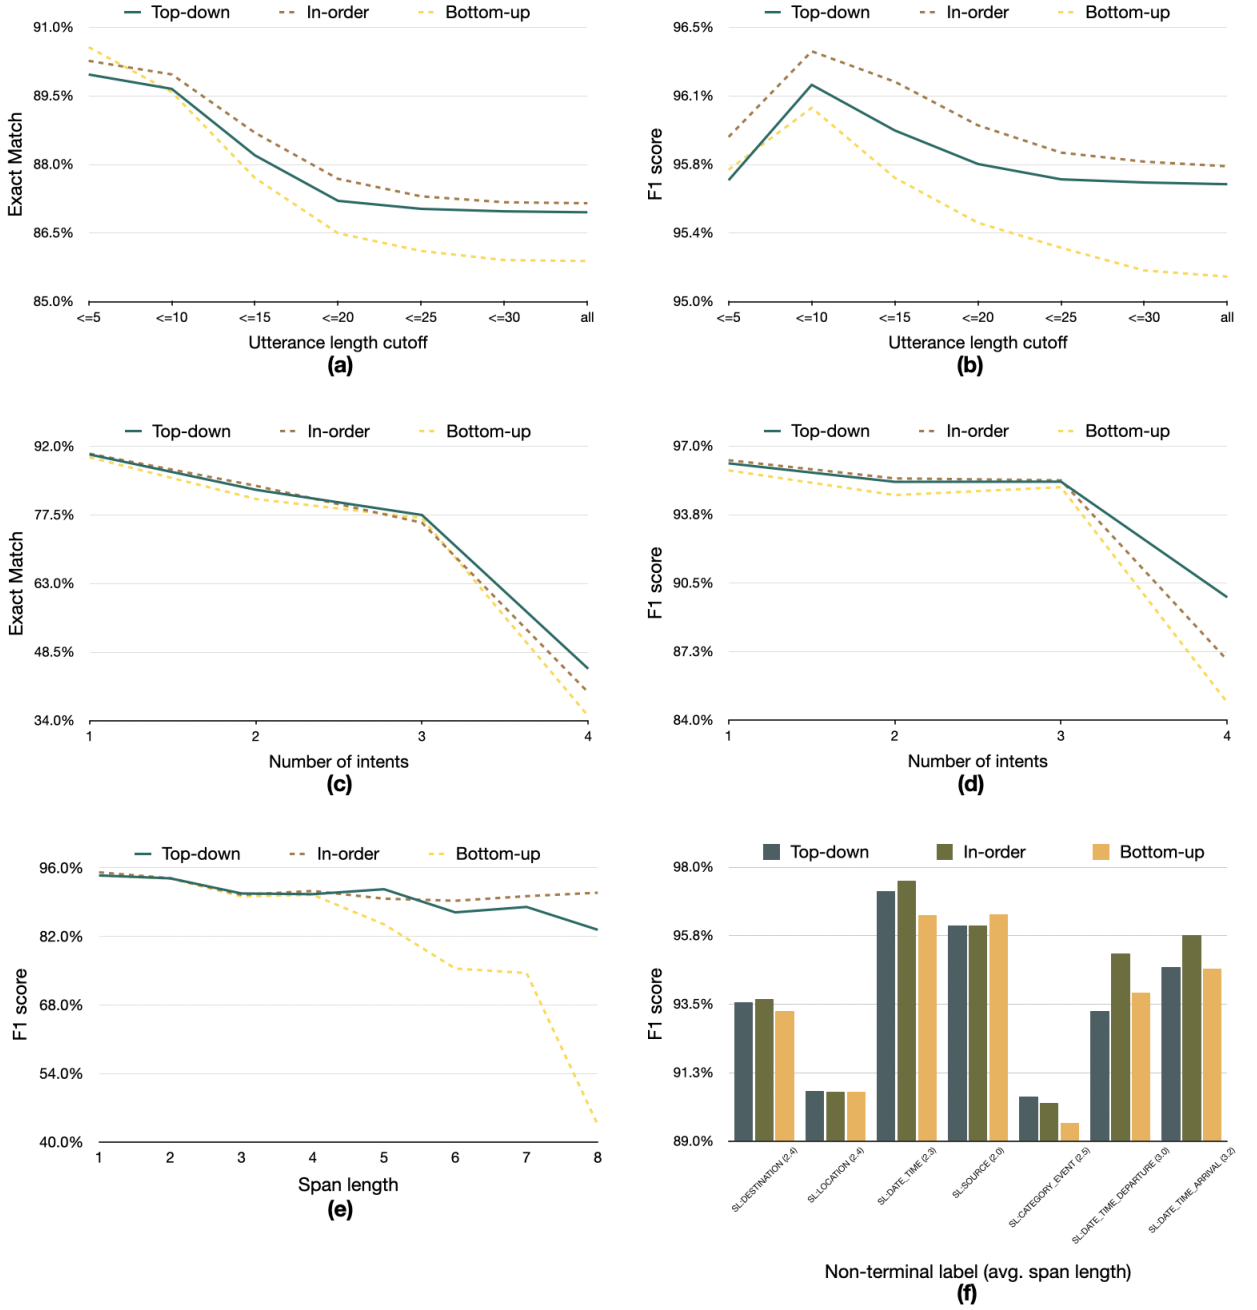 Top-down In-order Bottom-up
91.0%
89.5%
88.0%
86.5%
85.0%
Exact Match
<=5 <=10 <=15 <=20 <=25 <=30 all
Utterance length cutoff
(a)
Top-down In-order Bottom-up
96.5%
96.1%
95.8%
95.4%
95.0%
F1 score
<=5 <=10 <=15 <=20 <=25 <=30 all
Utterance length cutoff
(b)
Top-down In-order Bottom-up
92.0%
77.5%
63.0%
48.5%
34.0%
Exact Match
1 2 3 4
Number of intents
(c)
Top-down In-order Bottom-up
97.0%
93.8%
90.5%
87.3%
84.0%
F1 score
1 2 3 4
Number of intents
(d)
Top-down In-order Bottom-up
96.0%
82.0%
68.0%
54.0%
40.0%
F1 score
1 2 3 4 5 6 7 8
Span length
(e)
Top-down In-order Bottom-up
98.0%
95.8%
93.5%
91.3%
89.0%
F1 score
SL:DESTINATION (2.4)
SL:LOCATION (2.4)
SL:DATE_TIME (2.3)
SL:SOURCE (2.0)
SL:CATEGORY_EVENT (2.5)
SL:DATE_TIME_DEPARTURE (3.0)
SL:DATE_TIME_ARRIVAL (3.2)
Non-terminal label (avg. span length)
(f)